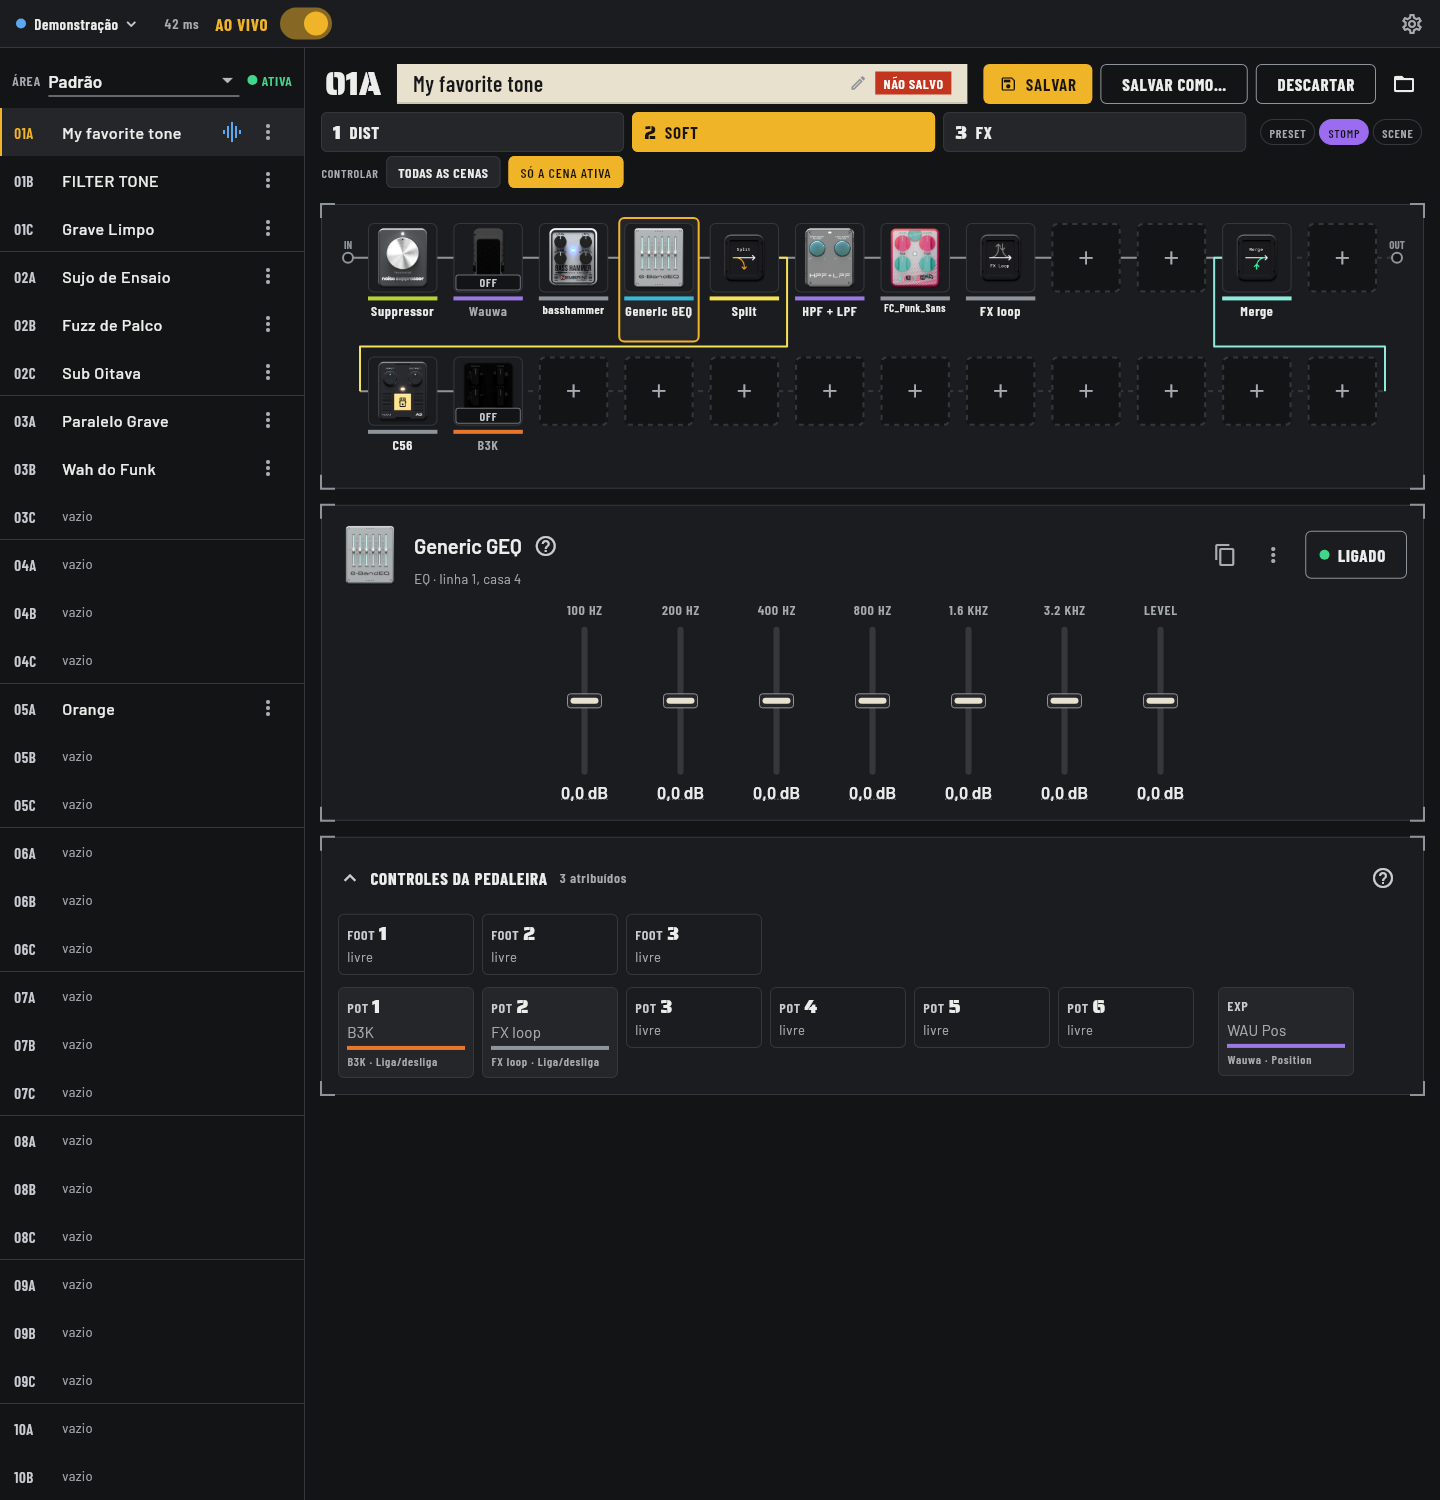 Demonstração
42 ms
AO VIVO
ÁREA Padrão ATIVA
01A My favorite tone
01B FILTER TONE
01C Grave Limpo
02A Sujo de Ensaio
02B Fuzz de Palco
02C Sub Oitava
03A Paralelo Grave
03B Wah do Funk
03C vazio
04A vazio
04B vazio
04C vazio
05A Orange
05B vazio
05C vazio
06A vazio
06B vazio
06C vazio
07A vazio
07B vazio
07C vazio
08A vazio
08B vazio
08C vazio
09A vazio
09B vazio
09C vazio
10A vazio
10B vazio
01A My favorite tone NÃO SALVO SALVAR SALVAR COMO... DESCARTAR
1 DIST 2 SOFT 3 FX PRESET STOMP SCENE
CONTROLAR TODAS AS CENAS SÓ A CENA ATIVA
IN OFF Split FX Loop Merge OUT
Suppressor Wauwa basshammer Generic GEQ Split HPF + LPF FC_Punk_Sans FX loop Merge
OFF
C56 B3K
Generic GEQ
EQ · linha 1, casa 4
LIGADO
100 HZ 200 HZ 400 HZ 800 HZ 1.6 KHZ 3.2 KHZ LEVEL
0,0 dB 0,0 dB 0,0 dB 0,0 dB 0,0 dB 0,0 dB 0,0 dB
CONTROLES DA PEDALEIRA 3 atribuídos
FOOT 1 FOOT 2 FOOT 3
livre livre livre
POT 1 POT 2 POT 3 POT 4 POT 5 POT 6 EXP
B3K FX loop livre livre livre livre WAU Pos
B3K · Liga/desliga FX loop · Liga/desliga Wauwa · Position